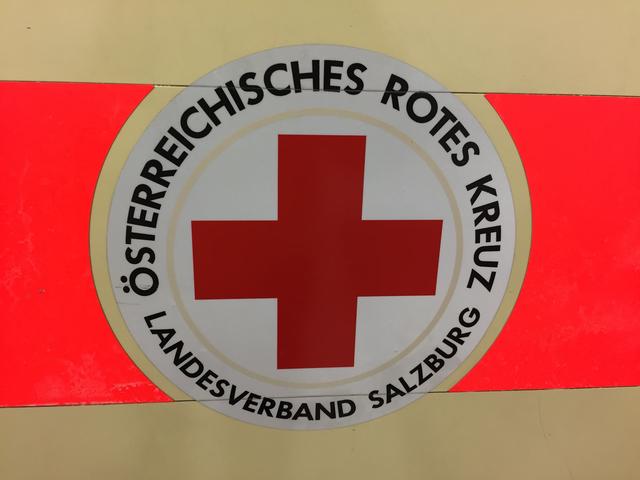 ÖSTERREICHISCHES ROTES KREUZ
LANDESVERBAND SALZBURG